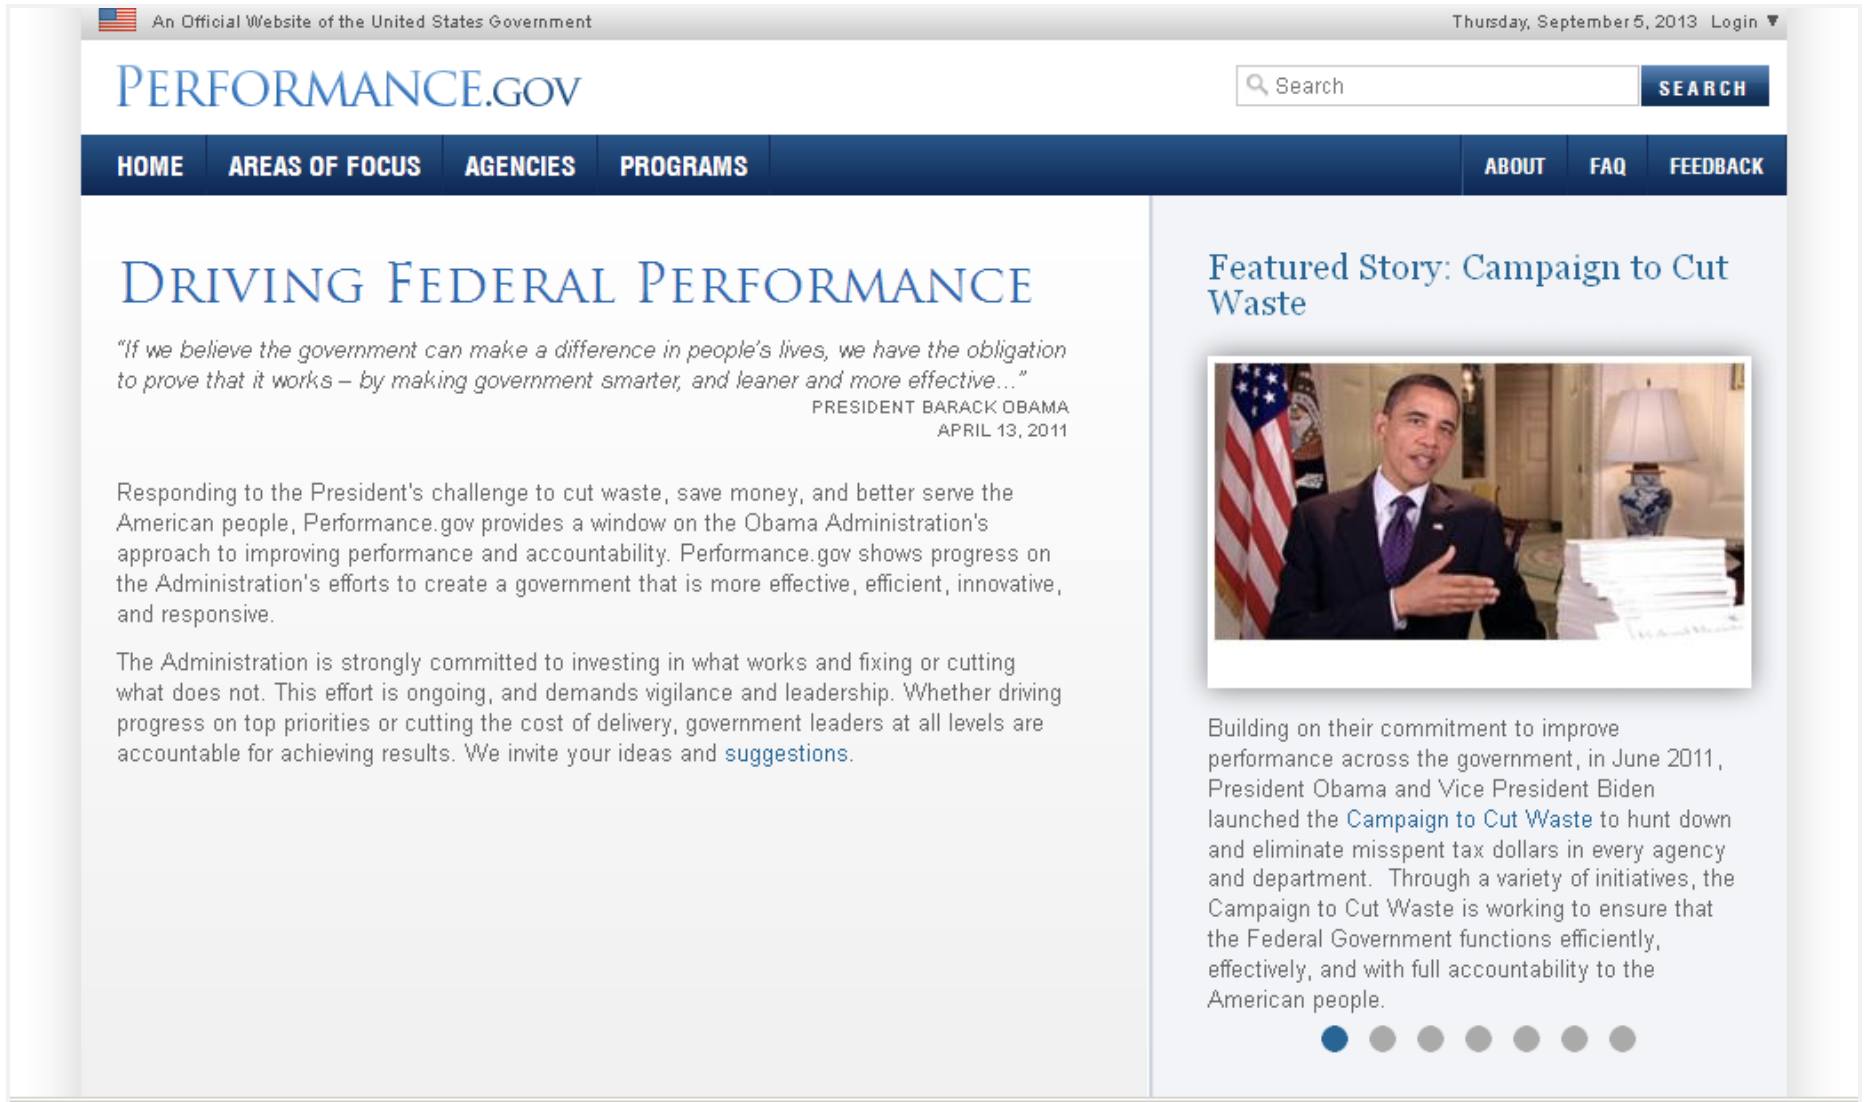 An Official Website of the United States Government
Thursday, September 5, 2013 Login ▼
PERFORMANCE.GOV
Search
SEARCH
HOME AREAS OF FOCUS AGENCIES PROGRAMS
ABOUT FAQ FEEDBACK
DRIVING FEDERAL PERFORMANCE
“If we believe the government can make a difference in people’s lives, we have the obligation
to prove that it works – by making government smarter, and leaner and more effective…”
PRESIDENT BARACK OBAMA
APRIL 13, 2011
Responding to the President's challenge to cut waste, save money, and better serve the
American people, Performance.gov provides a window on the Obama Administration's
approach to improving performance and accountability. Performance.gov shows progress on
the Administration's efforts to create a government that is more effective, efficient, innovative,
and responsive.
The Administration is strongly committed to investing in what works and fixing or cutting
what does not. This effort is ongoing, and demands vigilance and leadership. Whether driving
progress on top priorities or cutting the cost of delivery, government leaders at all levels are
accountable for achieving results. We invite your ideas and suggestions.
Featured Story: Campaign to Cut
Waste
Building on their commitment to improve
performance across the government, in June 2011,
President Obama and Vice President Biden
launched the Campaign to Cut Waste to hunt down
and eliminate misspent tax dollars in every agency
and department.  Through a variety of initiatives, the
Campaign to Cut Waste is working to ensure that
the Federal Government functions efficiently,
effectively, and with full accountability to the
American people.